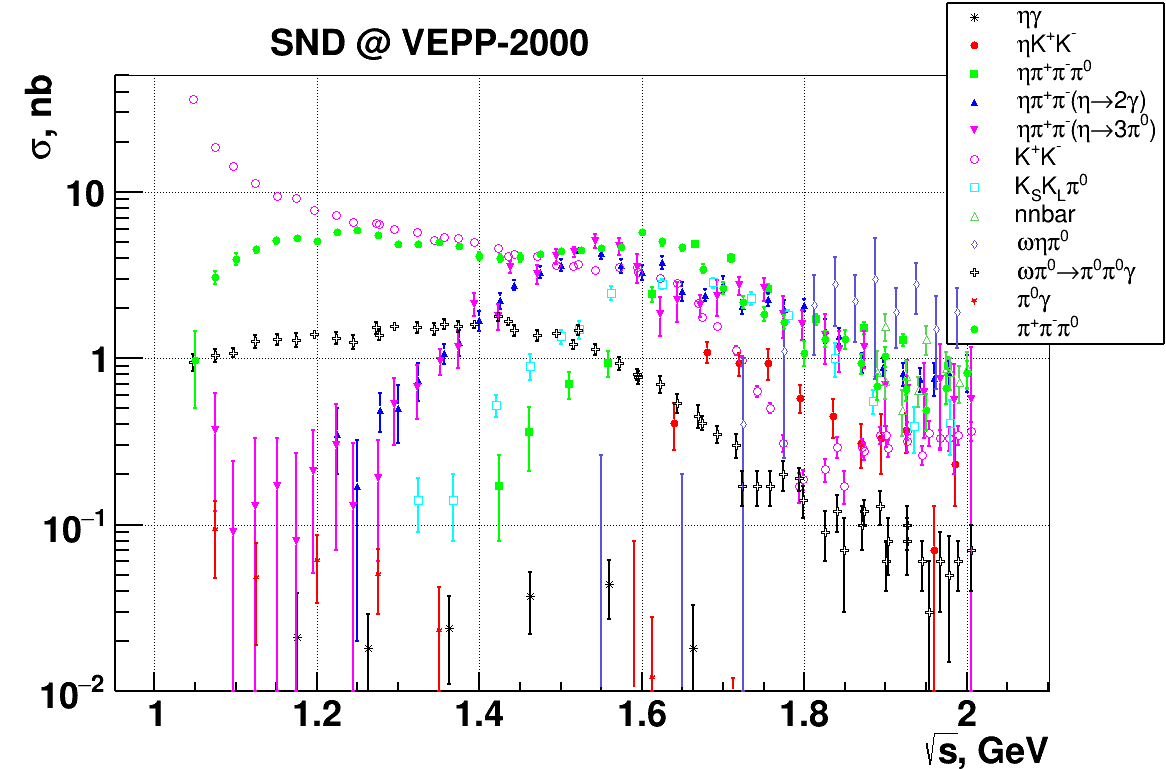 SND @ VEPP-2000
σ, nb
10
1
10⁻¹
10⁻²
1 1.2 1.4 1.6 1.8 2
√s, GeV
ηγ
ηK⁺K⁻
ηπ⁺π⁻π⁰
ηπ⁺π⁻(η→2γ)
ηπ⁺π⁻(η→3π⁰)
K⁺K⁻
K_SK_Lπ⁰
nnbar
ωηπ⁰
ωπ⁰→π⁰π⁰γ
π⁰γ
π⁺π⁻π⁰